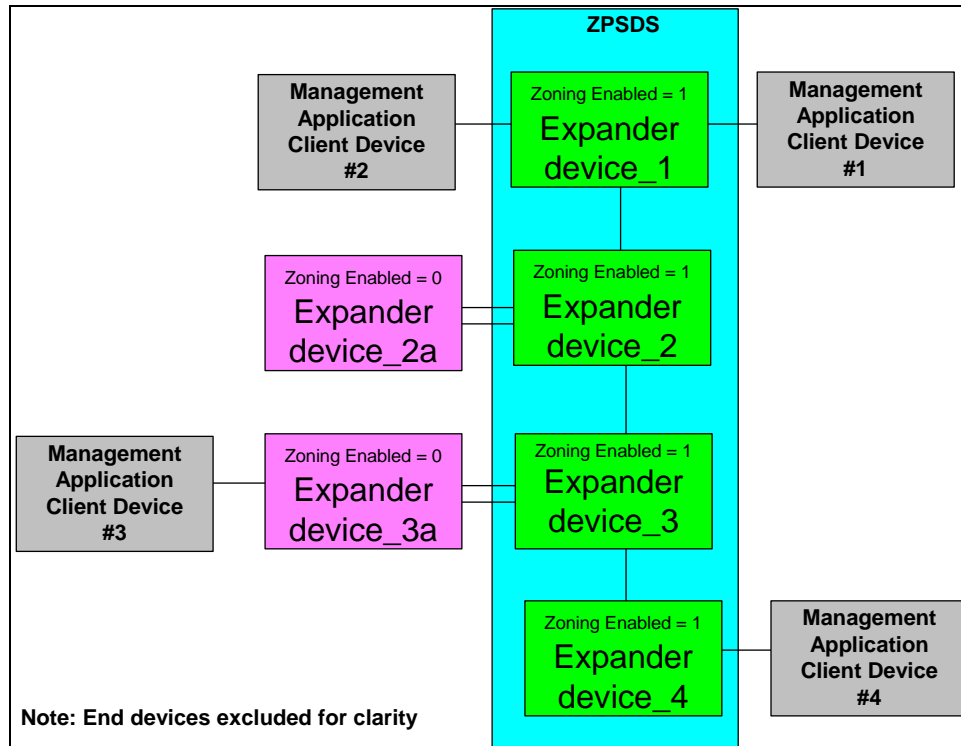 ZPSDS
Management
Application
Client Device
#2
Zoning Enabled = 1
Expander
device_1
Management
Application
Client Device
#1
Zoning Enabled = 0
Expander
device_2a
Zoning Enabled = 1
Expander
device_2
Management
Application
Client Device
#3
Zoning Enabled = 0
Expander
device_3a
Zoning Enabled = 1
Expander
device_3
Zoning Enabled = 1
Expander
device_4
Management
Application
Client Device
#4
Note: End devices excluded for clarity